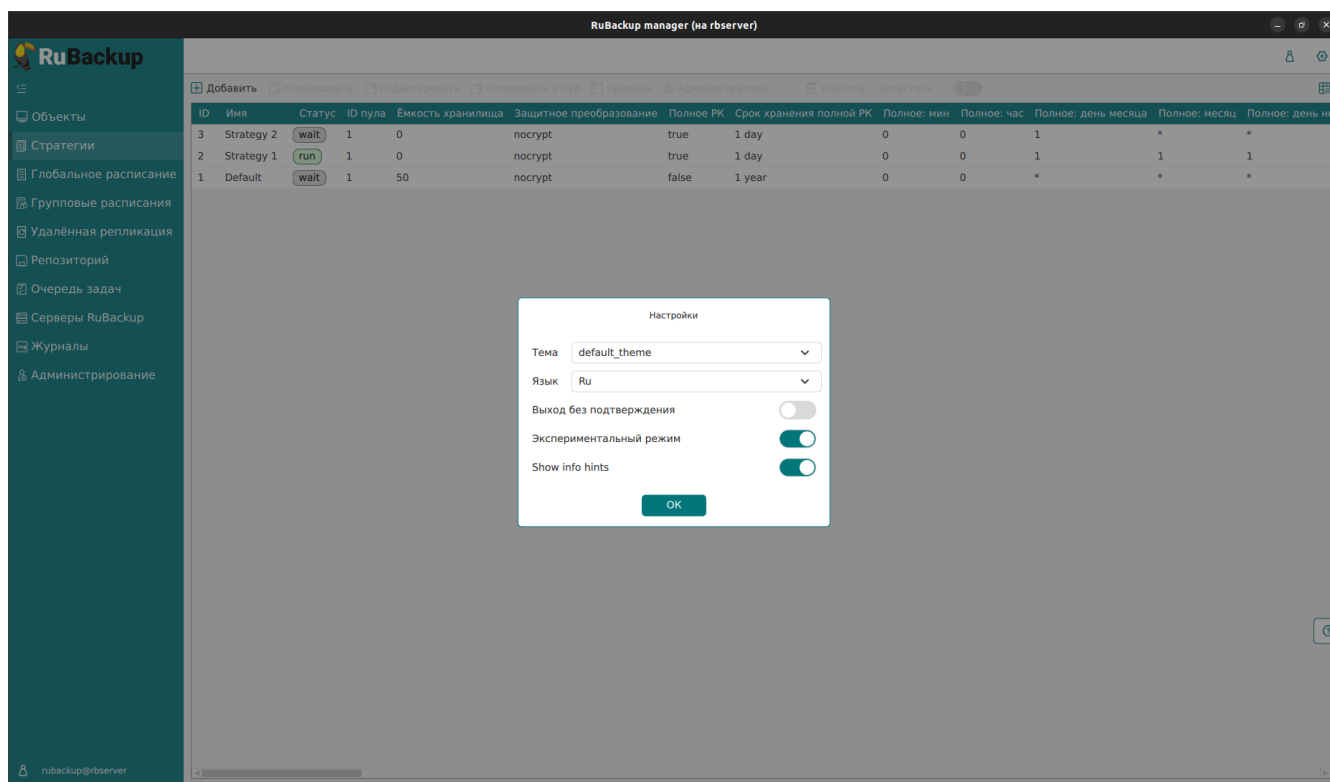 RuBackup manager (на rbserver)
RuBackup
Добавить Клонировать Редактировать Копировать в пул Правила Администраторы Удалить Запустить
Объекты
Стратегии
Глобальное расписание
Групповые расписания
Удалённая репликация
Репозиторий
Очередь задач
Серверы RuBackup
Журналы
Администрирование
rubackup@rbserver
ID Имя Статус ID пула Ёмкость хранилища Защитное преобразование Полное РК Срок хранения полной РК Полное: мин Полное: час Полное: день месяца Полное: месяц Полное: день
3 Strategy 2 wait 1 0 nocrypt true 1 day 0 0 1 * *
2 Strategy 1 run 1 0 nocrypt true 1 day 0 0 1 1 1
1 Default wait 1 50 nocrypt false 1 year 0 0 * * *
Настройки
Тема default_theme
Язык Ru
Выход без подтверждения
Экспериментальный режим
Show info hints
ОК